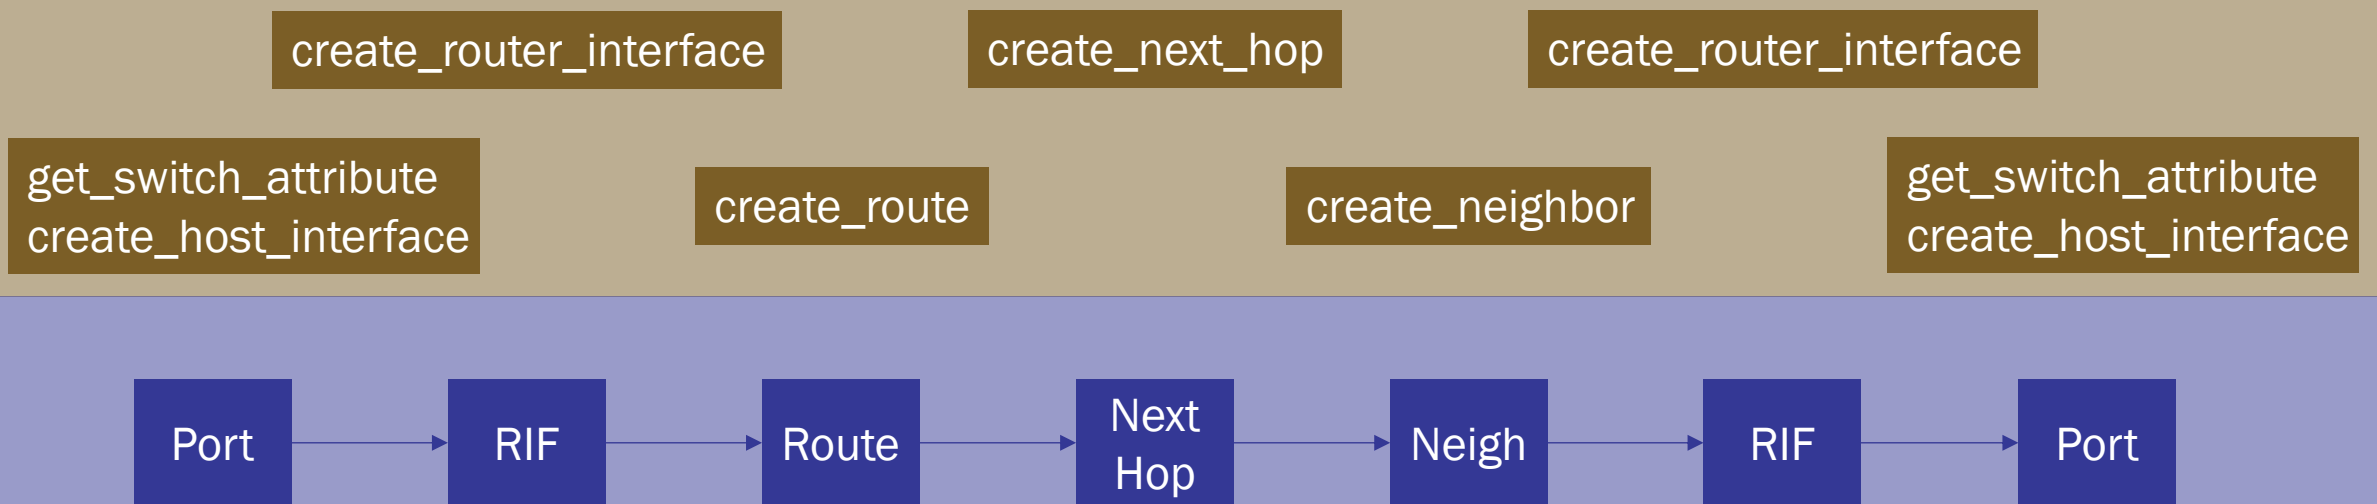 create_router_interface
create_next_hop
create_router_interface
get_switch_attribute
create_host_interface
create_route
create_neighbor
get_switch_attribute
create_host_interface
Port
RIF
Route
Next
Hop
Neigh
RIF
Port